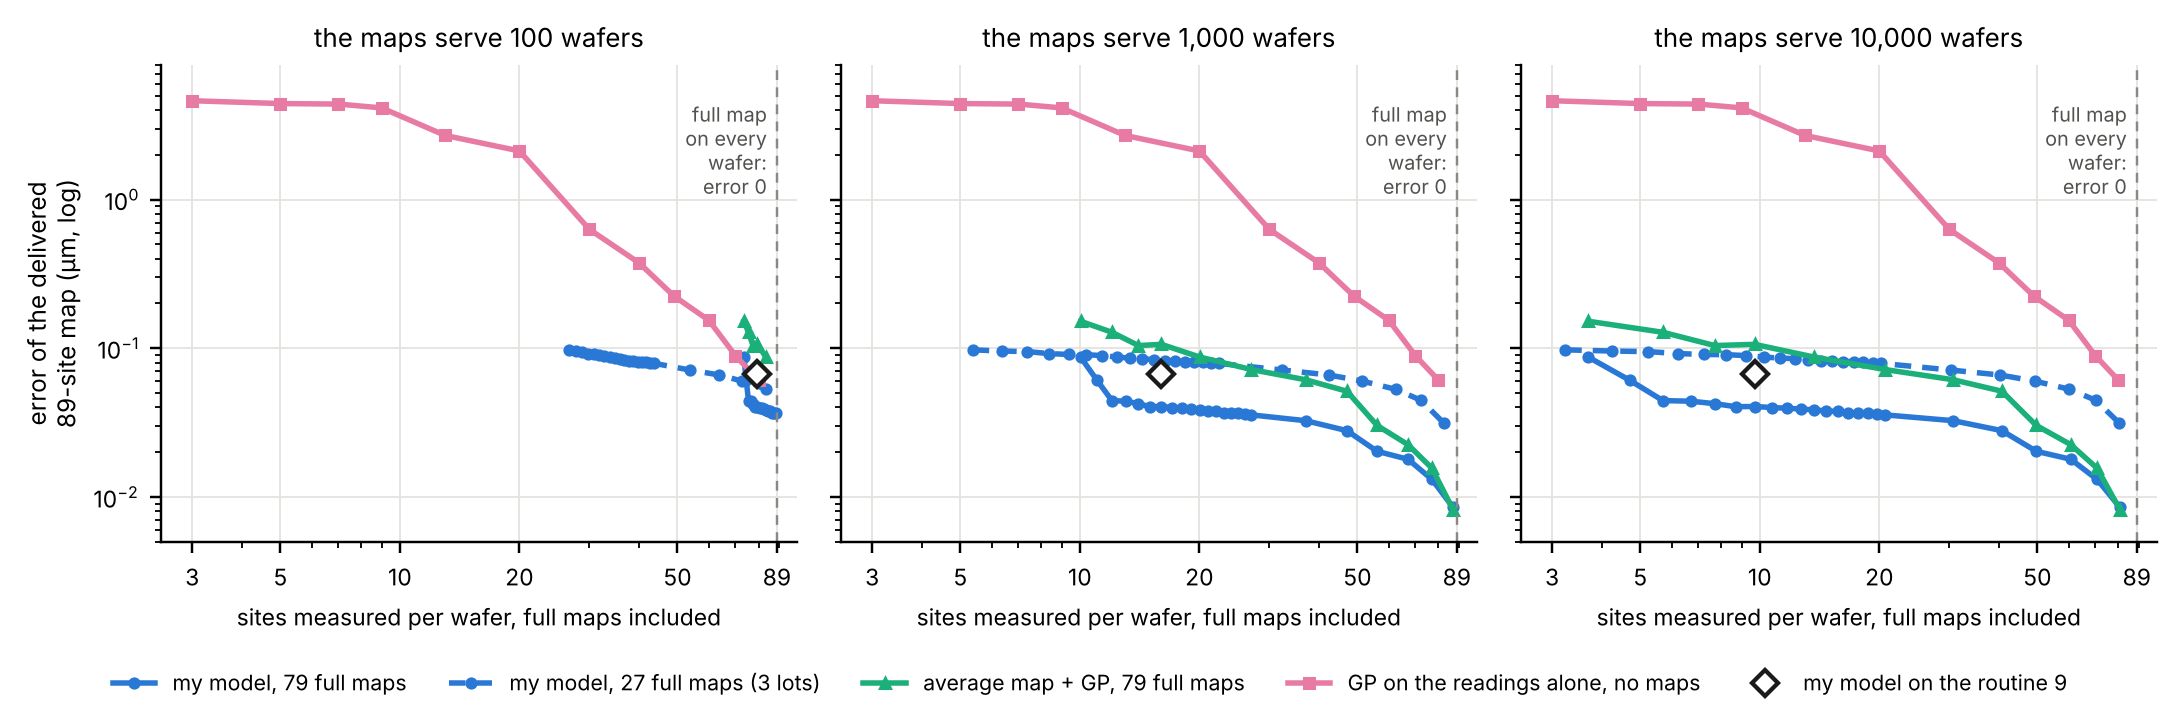 the maps serve 100 wafers
the maps serve 1,000 wafers
the maps serve 10,000 wafers
error of the delivered
89-site map (µm, log)
10⁰
10⁻¹
10⁻²
full map
on every
wafer:
error 0
full map
on every
wafer:
error 0
full map
on every
wafer:
error 0
3 5 10 20 50 89
3 5 10 20 50 89
3 5 10 20 50 89
sites measured per wafer, full maps included
sites measured per wafer, full maps included
sites measured per wafer, full maps included
my model, 79 full maps
my model, 27 full maps (3 lots)
average map + GP, 79 full maps
GP on the readings alone, no maps
my model on the routine 9